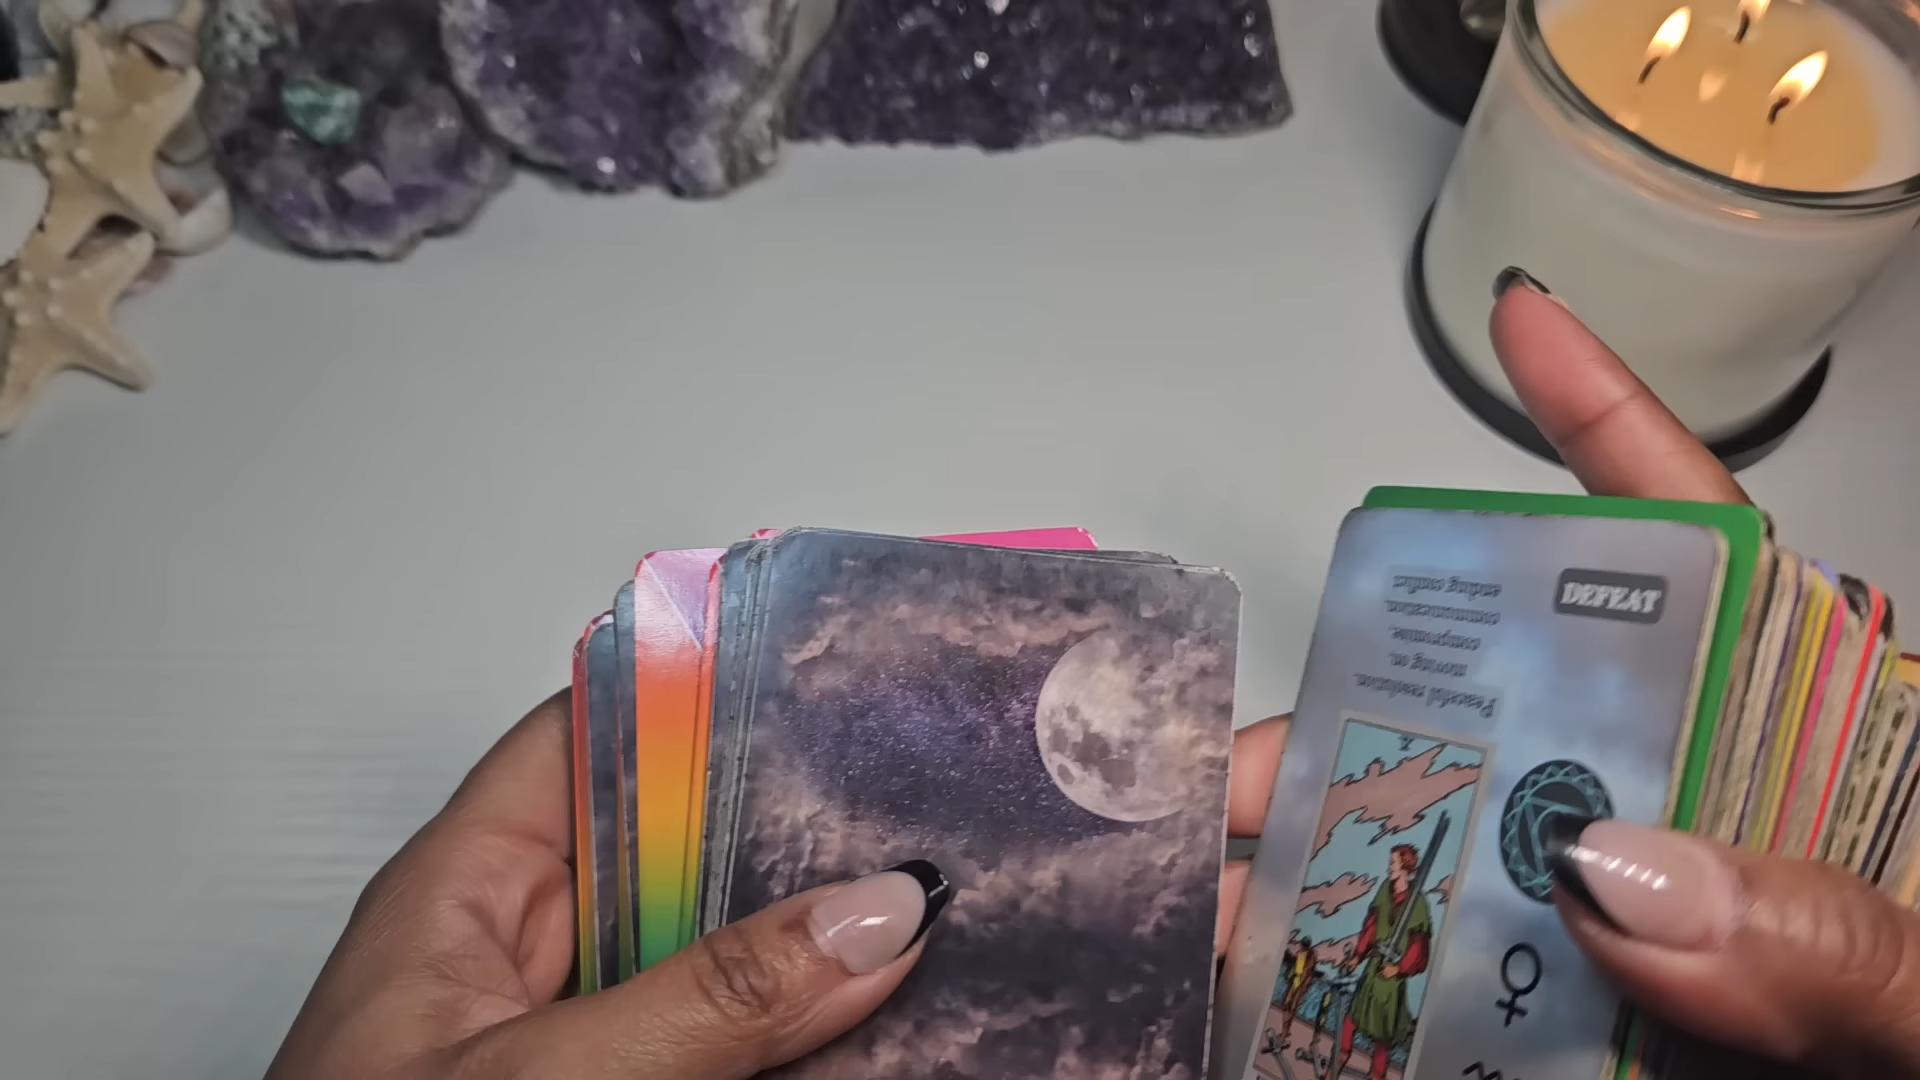 DEFEAT
Peaceful resolution,
moving on,
compromise,
communication,
ending conflict
V